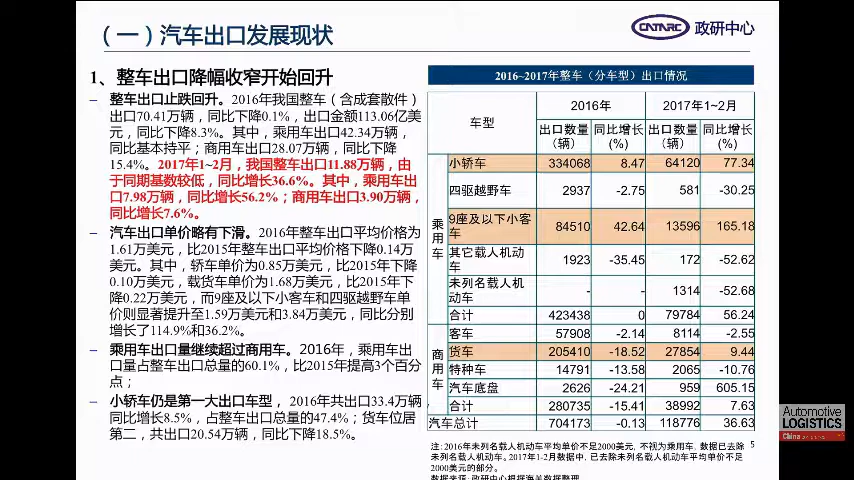 （一）汽车出口发展现状
CATARC 政研中心
1、整车出口降幅收窄开始回升
– 整车出口止跌回升。2016年我国整车（含成套散件）
出口70.41万辆，同比下降0.1%，出口金额113.06亿美
元，同比下降8.3%。其中，乘用车出口42.34万辆，
同比基本持平；商用车出口28.07万辆，同比下降
15.4%。2017年1~2月，我国整车出口11.88万辆，由
于同期基数较低，同比增长36.6%。其中，乘用车出
口7.98万辆，同比增长56.2%；商用车出口3.90万辆，
同比增长7.6%。
– 汽车出口单价略有下滑。2016年整车出口平均价格为
1.61万美元，比2015年整车出口平均价格下降0.14万
美元。其中，轿车单价为0.85万美元，比2015年下降
0.10万美元，载货车单价为1.68万美元，比2015年下
降0.22万美元，而9座及以下小客车和四驱越野车单
价则显著提升至1.59万美元和3.84万美元，同比分别
增长了114.9%和36.2%。
– 乘用车出口量继续超过商用车。2016年，乘用车出
口量占整车出口总量的60.1%，比2015年提高3个百分
点；
– 小轿车仍是第一大出口车型， 2016年共出口33.4万辆，
同比增长8.5%，占整车出口总量的47.4%；货车位居
第二，共出口20.54万辆，同比下降18.5%。
2016~2017年整车（分车型）出口情况
车型 2016年 2017年1~2月
出口数量（辆） 同比增长(%) 出口数量（辆） 同比增长(%)
乘用车
小轿车 334068 8.47 64120 77.34
四驱越野车 2937 -2.75 581 -30.25
9座及以下小客车 84510 42.64 13596 165.18
其它载人机动车 1923 -35.45 172 -52.62
未列名载人机动车 - - 1314 -52.68
合计 423438 0 79784 56.24
商用车
客车 57908 -2.14 8114 -2.55
货车 205410 -18.52 27854 9.44
特种车 14791 -13.58 2065 -10.76
汽车底盘 2626 -24.21 959 605.15
合计 280735 -15.41 38992 7.63
汽车总计 704173 -0.13 118776 36.63
注：2016年未列名载人机动车平均单价不足2000美元，不视为乘用车，数据已去除
未列名载人机动车。2017年1-2月数据中，已去除未列名载人机动车平均单价不足
2000美元的部分。
数据来源：政研中心根据海关数据整理
5
Automotive
LOGISTICS
China